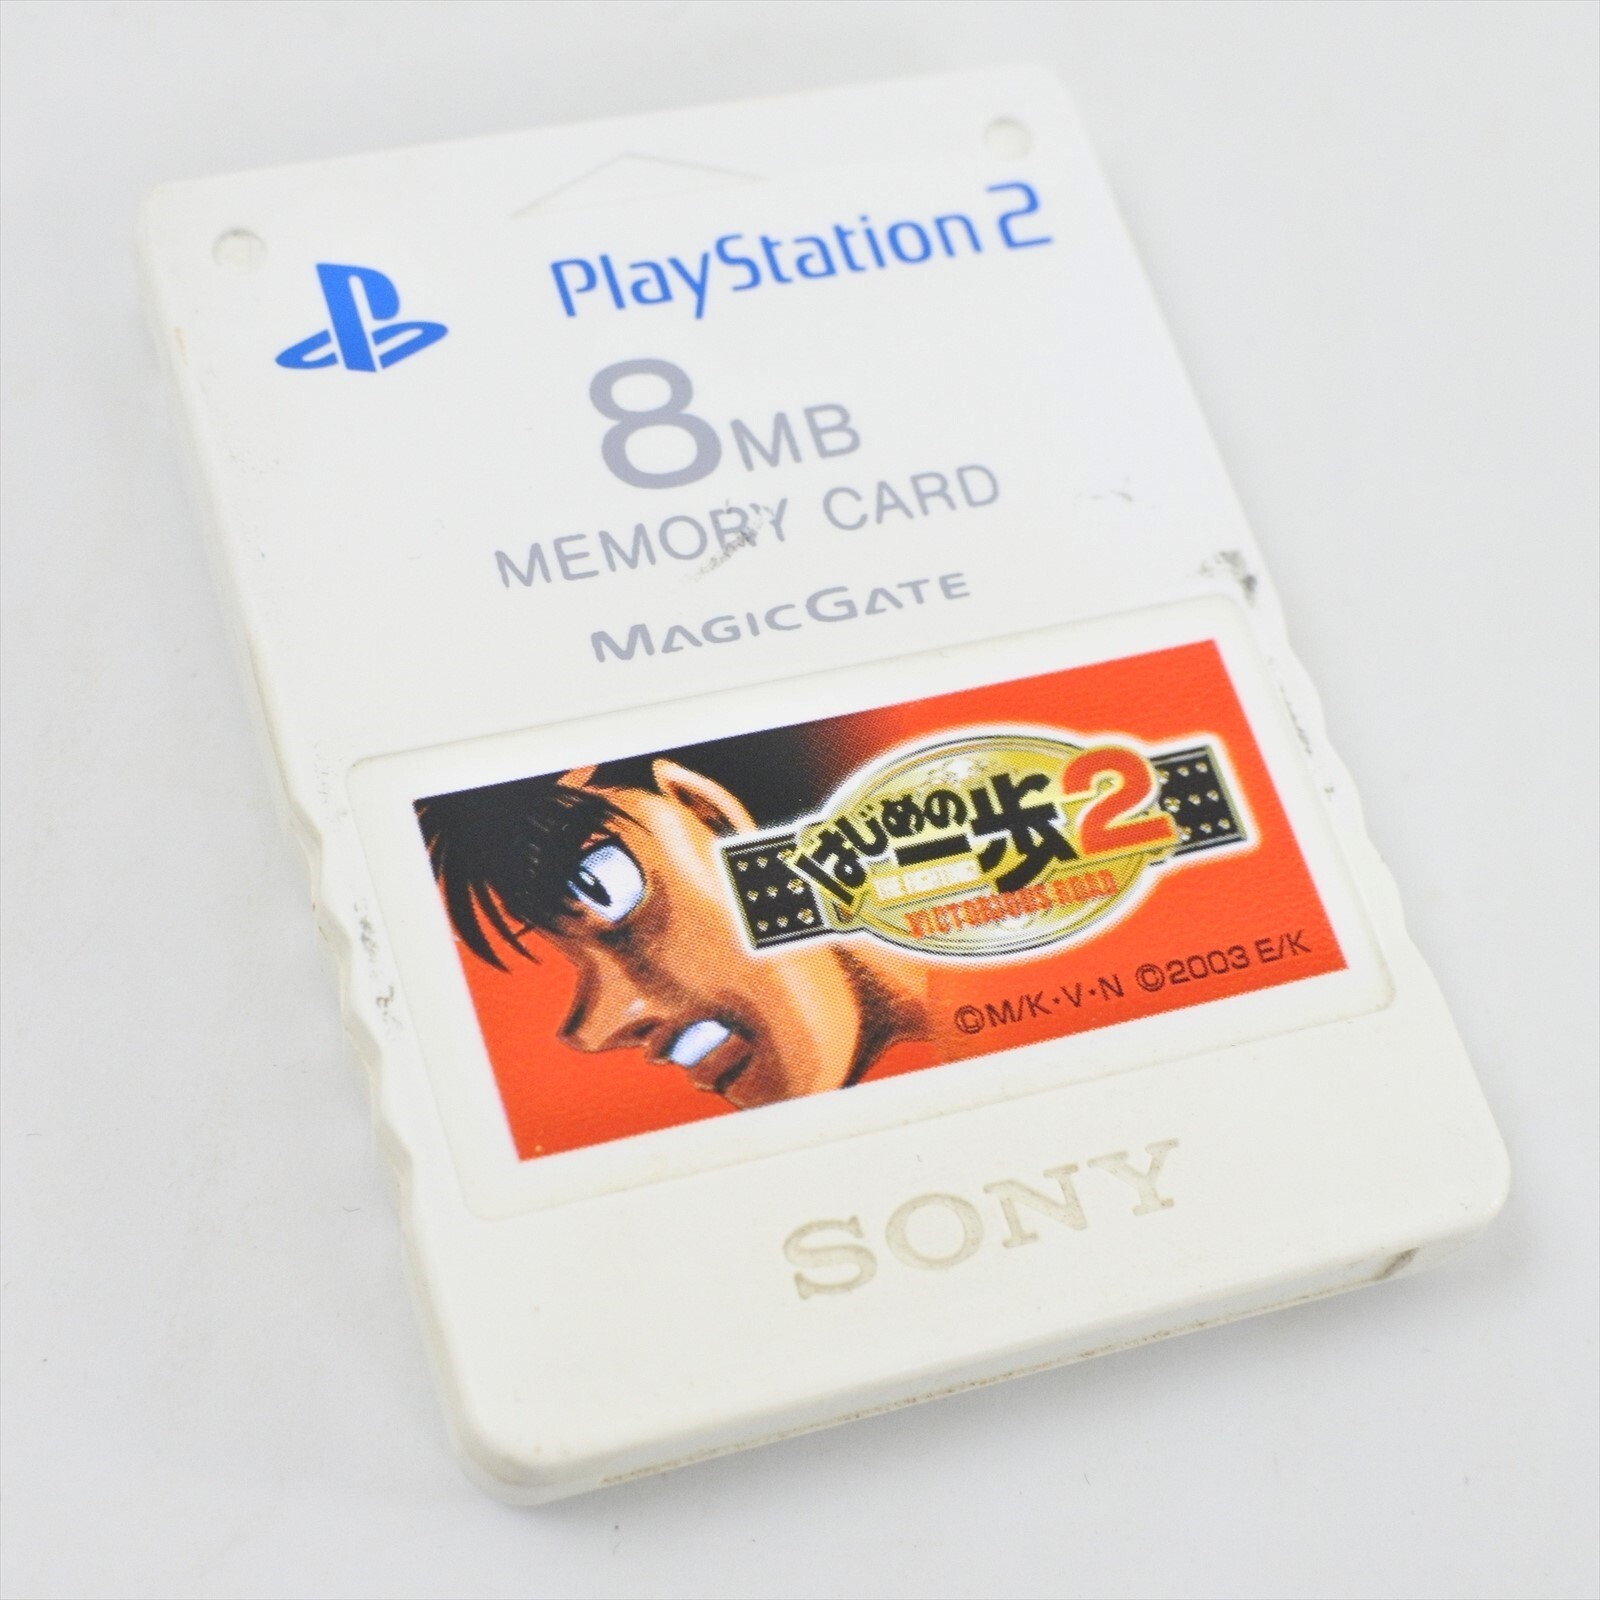 PlayStation 2
8MB
MEMORY CARD
MAGICGATE
はじめの一歩2
THE FIGHTING!
VICTORIOUS ROAD
©M/K・V・N ©2003 E/K
SONY